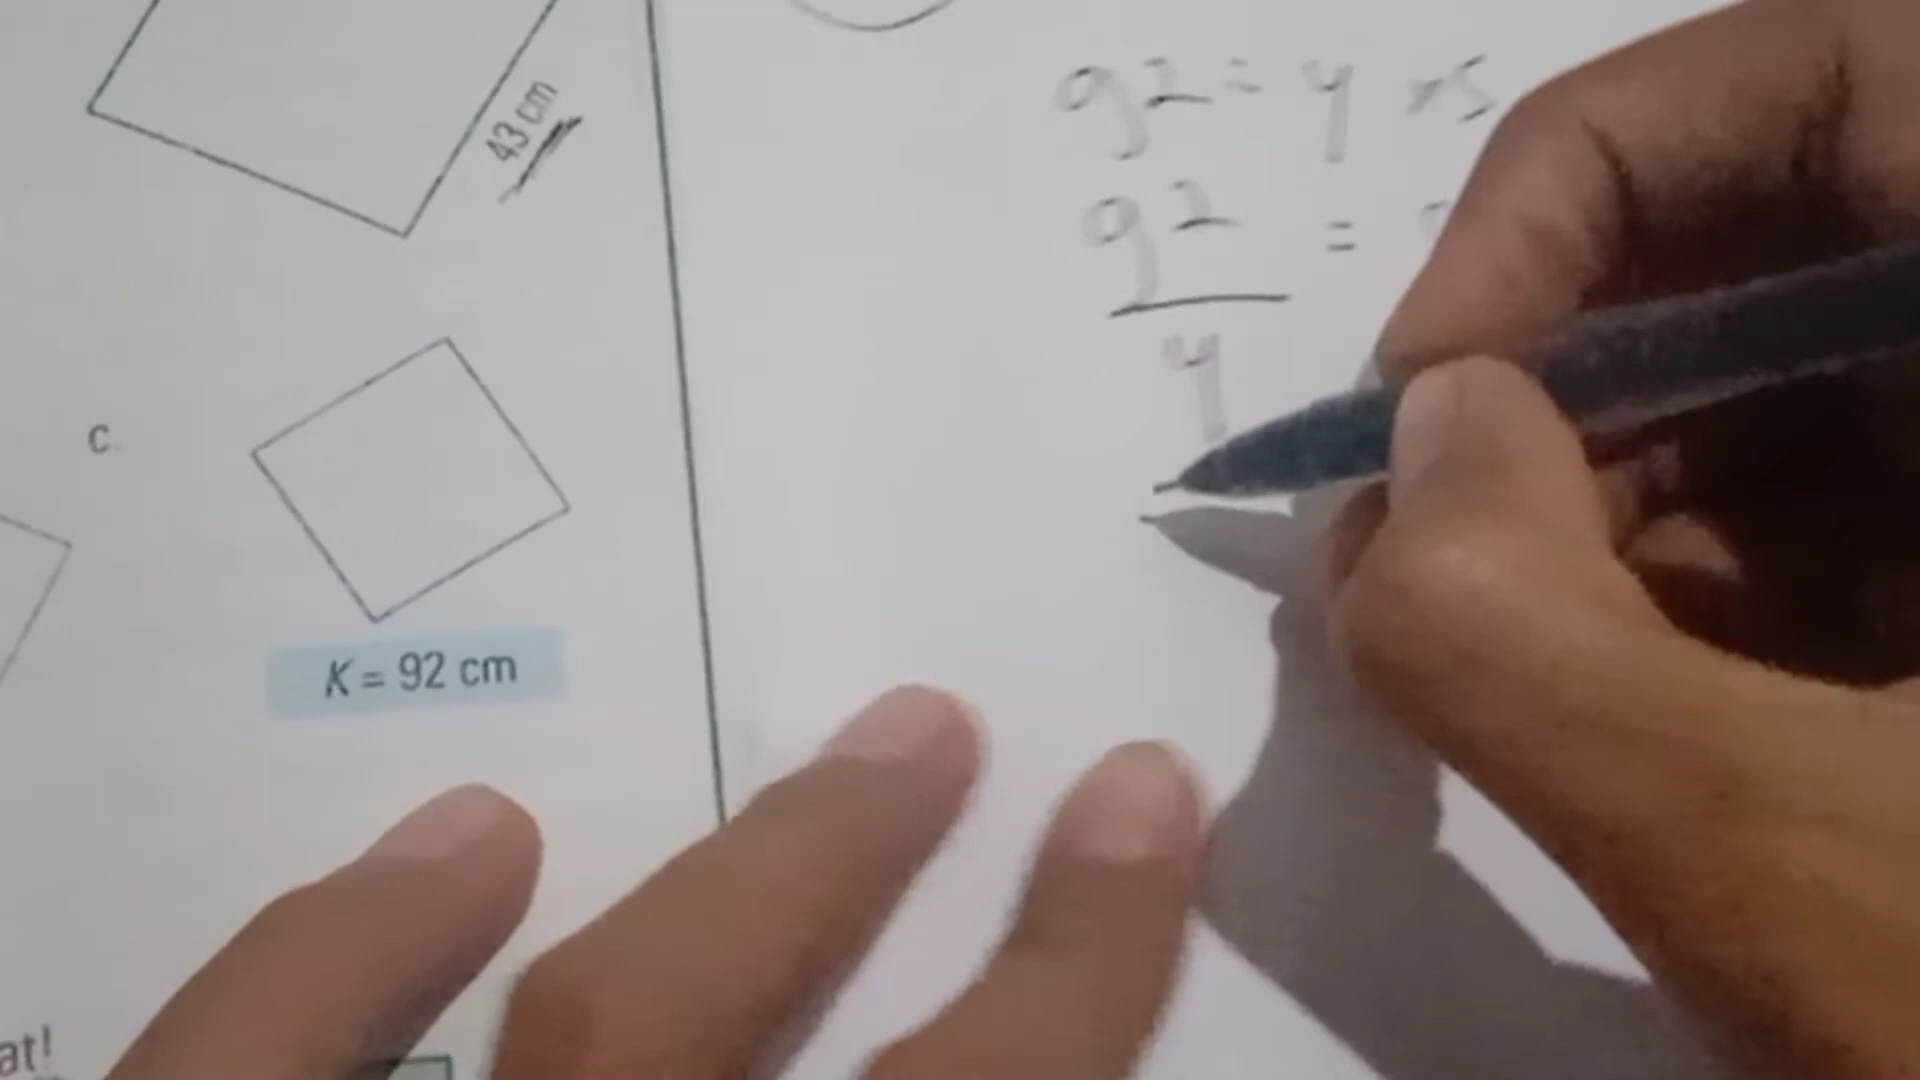 43 cm
c.
K = 92 cm
at!
92 = 4 x s
92 =
4